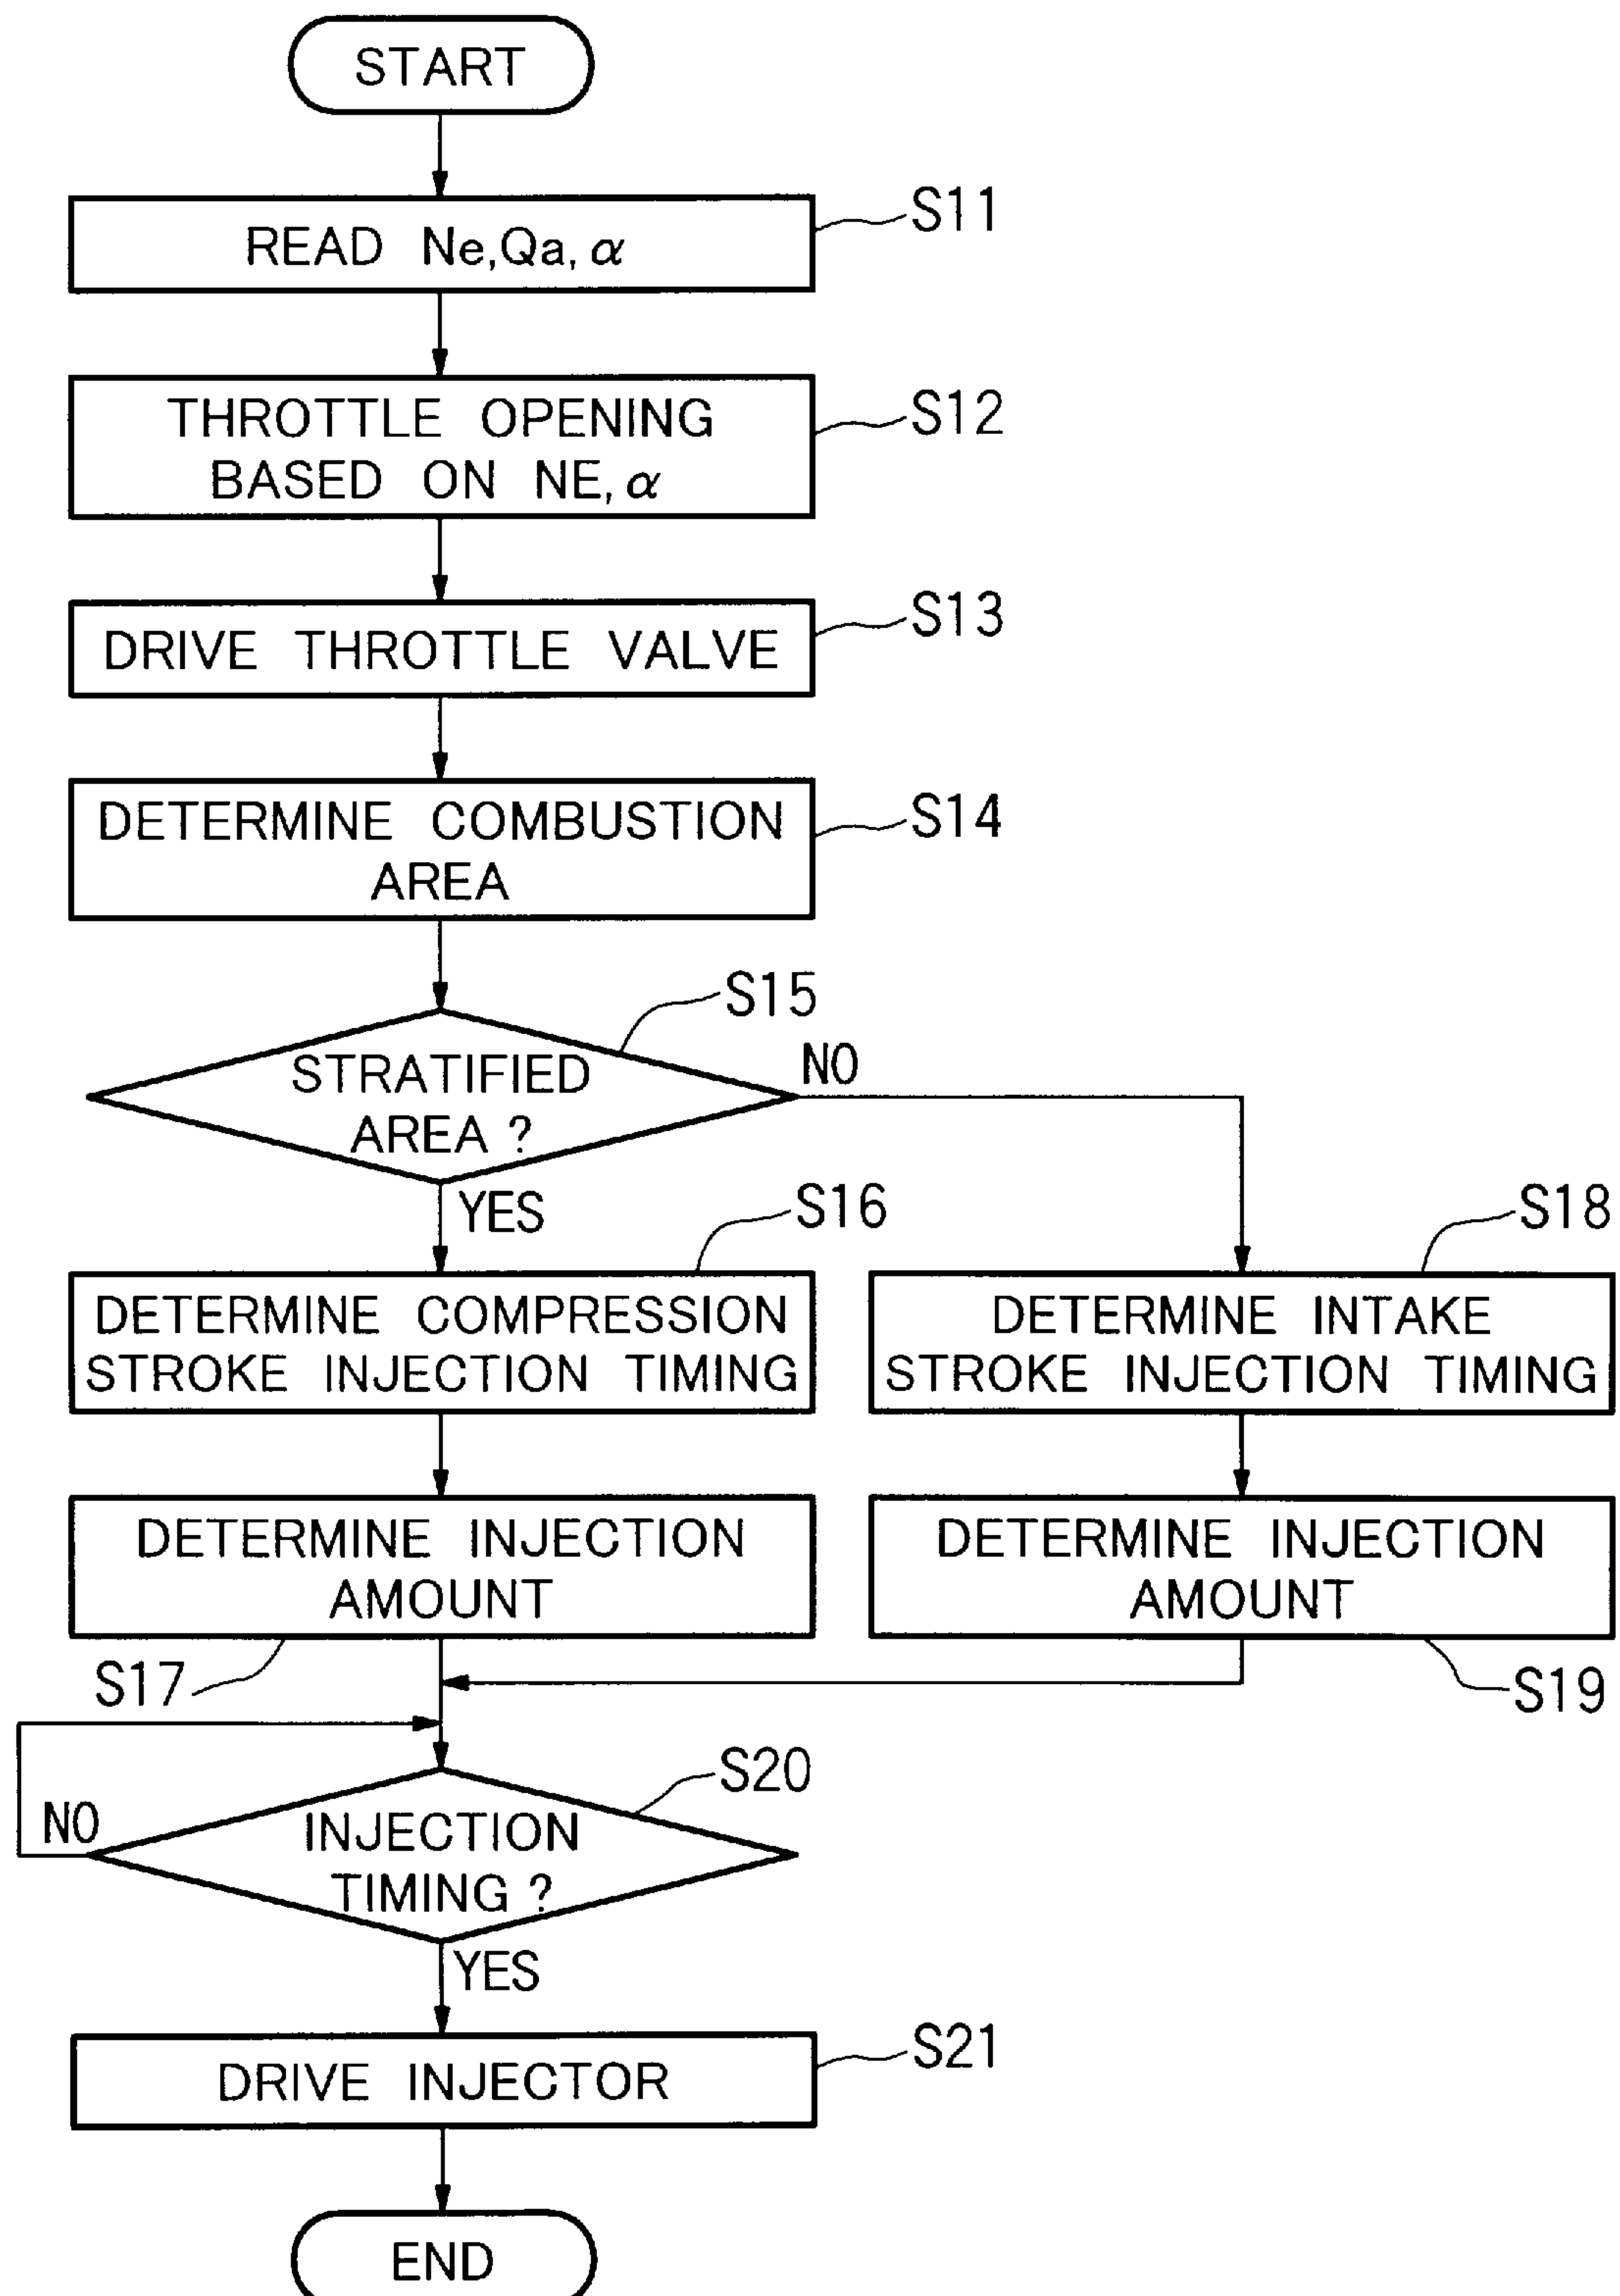 START
READ Ne,Qa,α
S11
THROTTLE OPENING
BASED ON NE,α
S12
DRIVE THROTTLE VALVE
S13
DETERMINE COMBUSTION
AREA
S14
STRATIFIED
AREA ?
S15
NO
YES
DETERMINE COMPRESSION
STROKE INJECTION TIMING
S16
DETERMINE INTAKE
STROKE INJECTION TIMING
S18
DETERMINE INJECTION
AMOUNT
S17
DETERMINE INJECTION
AMOUNT
S19
INJECTION
TIMING ?
S20
NO
YES
DRIVE INJECTOR
S21
END